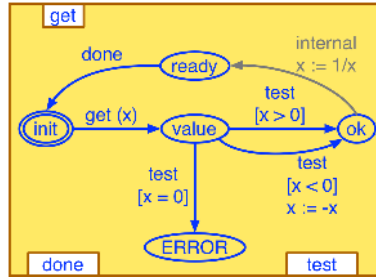 get
done
ready
internal
x := 1/x
init
get (x)
value
test
[x > 0]
ok
test
[x = 0]
test
[x < 0]
x := -x
ERROR
done
test